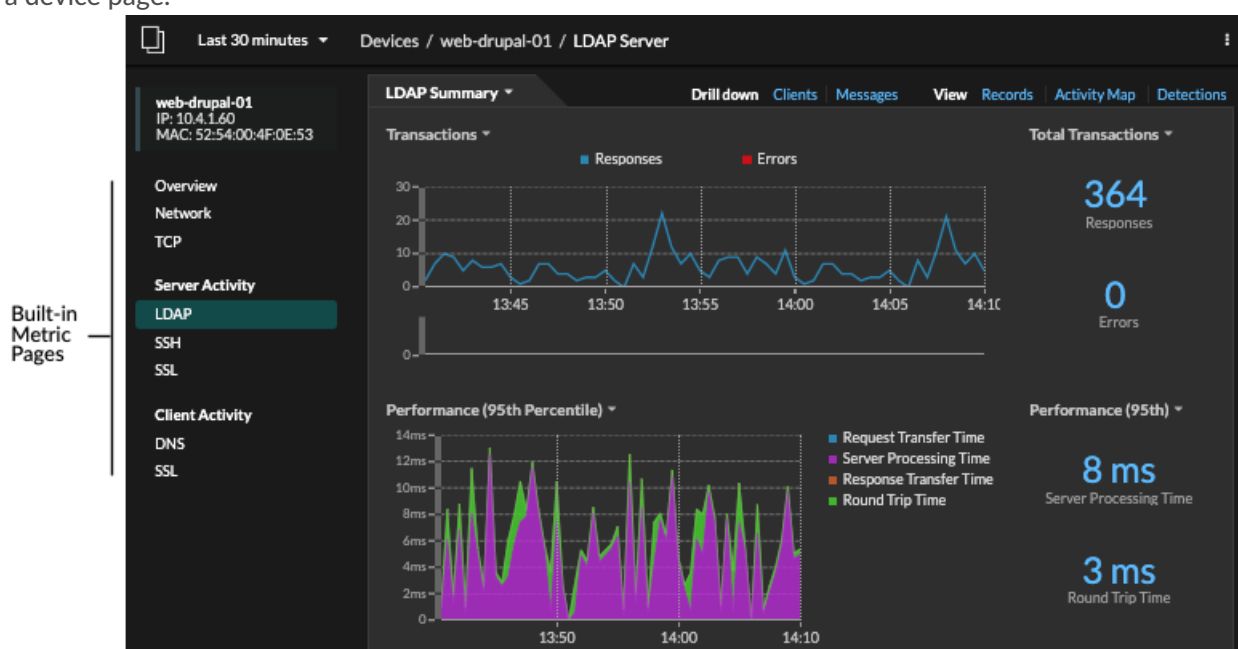 a device page.
Last 30 minutes
Devices / web-drupal-01 / LDAP Server
web-drupal-01
IP: 10.4.1.60
MAC: 52:54:00:4F:0E:53
Built-in
Metric
Pages
Overview
Network
TCP
Server Activity
LDAP
SSH
SSL
Client Activity
DNS
SSL
LDAP Summary
Drill down Clients Messages View Records Activity Map Detections
Transactions
Responses Errors
30
20
10
0
13:45 13:50 13:55 14:00 14:05 14:10
0
Total Transactions
364
Responses
0
Errors
Performance (95th Percentile)
14ms
12ms
10ms
8ms
6ms
4ms
2ms
0
13:50 14:00 14:10
Request Transfer Time
Server Processing Time
Response Transfer Time
Round Trip Time
Performance (95th)
8 ms
Server Processing Time
3 ms
Round Trip Time